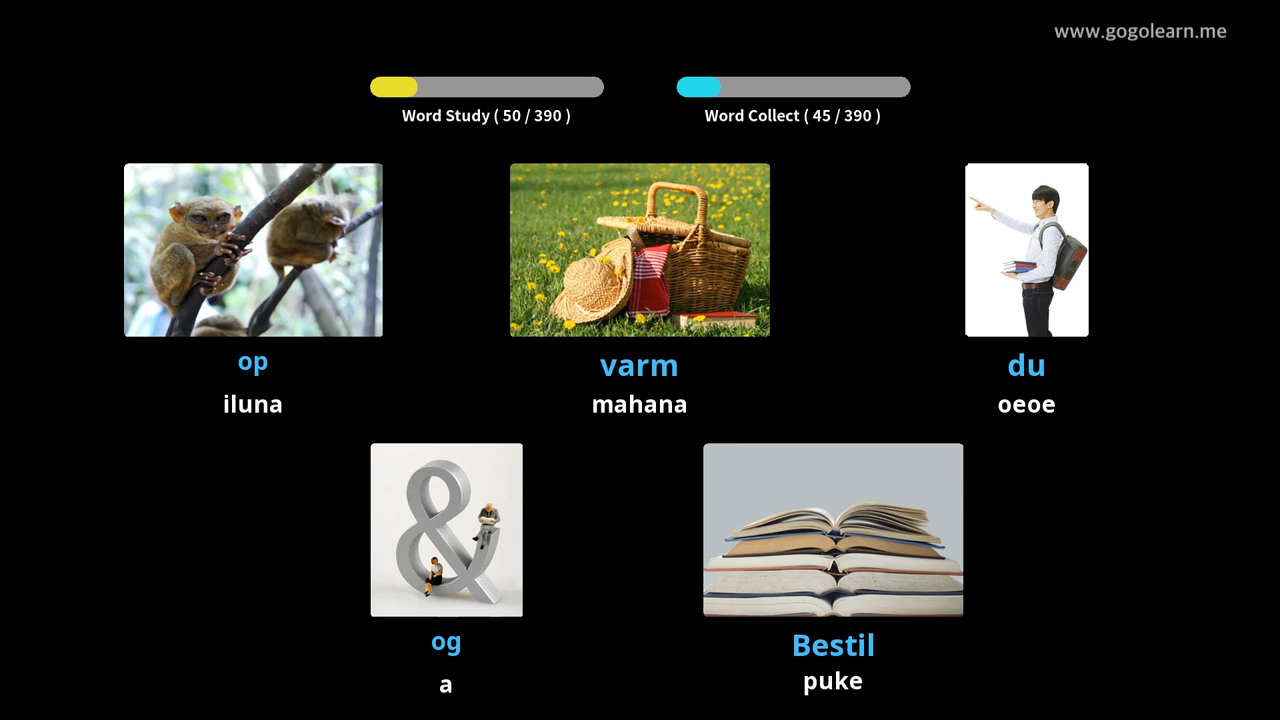 www.gogolearn.me
Word Study ( 50 / 390 )
Word Collect ( 45 / 390 )
op
iluna
varm
mahana
du
oeoe
og
a
Bestil
puke